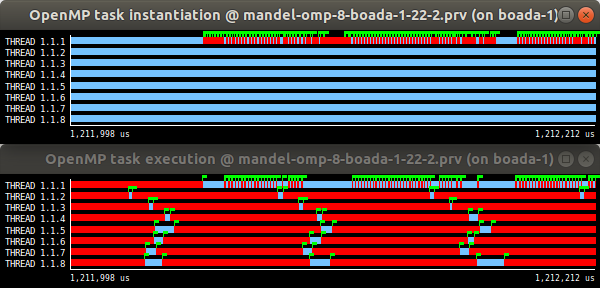 OpenMP task instantiation @ mandel-omp-8-boada-1-22-2.prv (on boada-1)
THREAD 1.1.1
THREAD 1.1.2
THREAD 1.1.3
THREAD 1.1.4
THREAD 1.1.5
THREAD 1.1.6
THREAD 1.1.7
THREAD 1.1.8
1,211,998 us 1,212,212 us
OpenMP task execution @ mandel-omp-8-boada-1-22-2.prv (on boada-1)
THREAD 1.1.1
THREAD 1.1.2
THREAD 1.1.3
THREAD 1.1.4
THREAD 1.1.5
THREAD 1.1.6
THREAD 1.1.7
THREAD 1.1.8
1,211,998 us 1,212,212 us